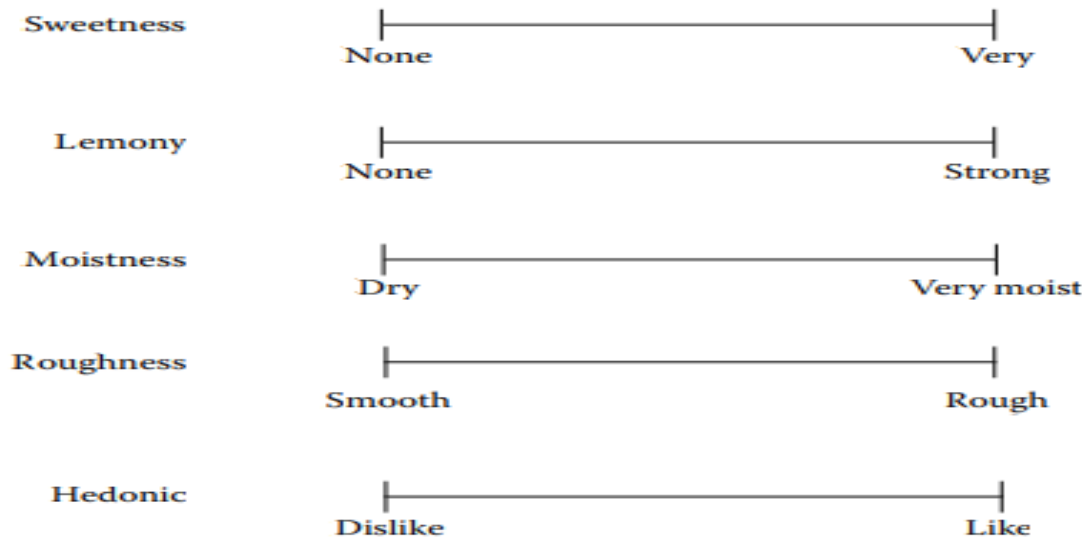 Sweetness
None Very
Lemony
None Strong
Moistness
Dry Very moist
Roughness
Smooth Rough
Hedonic
Dislike Like